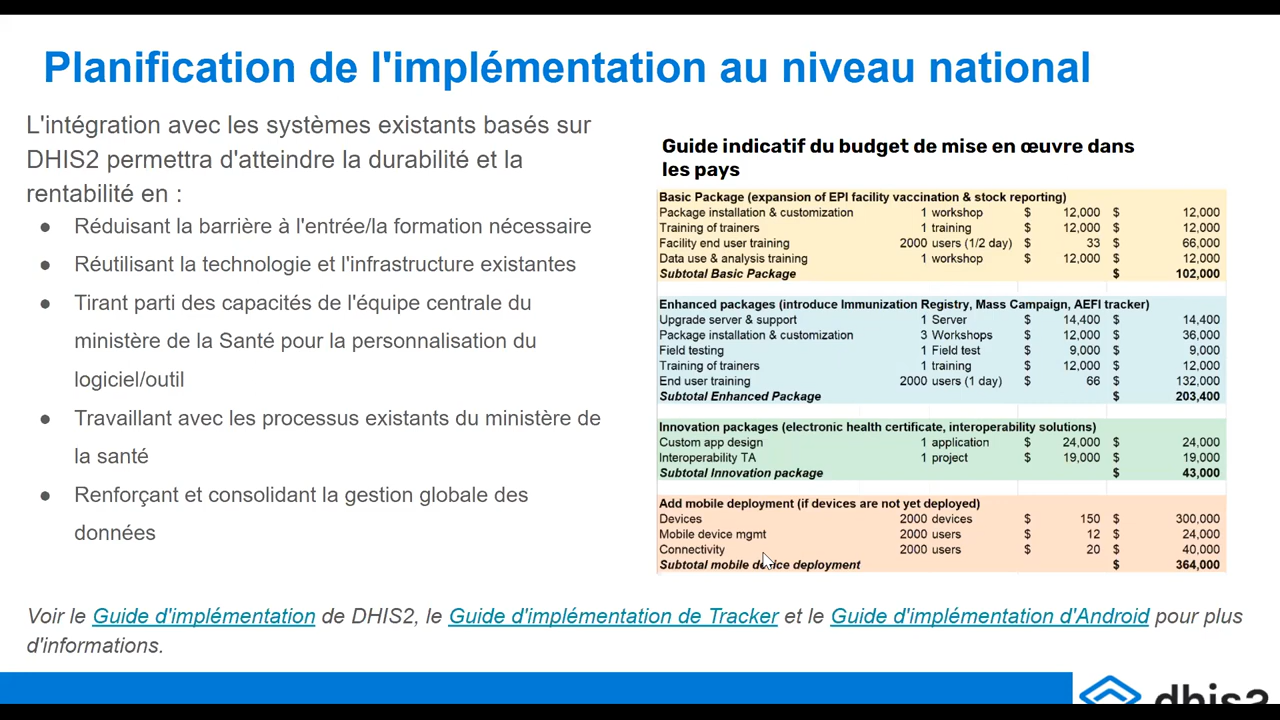 Planification de l'implémentation au niveau national
L'intégration avec les systèmes existants basés sur
DHIS2 permettra d'atteindre la durabilité et la
rentabilité en :
● Réduisant la barrière à l'entrée/la formation nécessaire
● Réutilisant la technologie et l'infrastructure existantes
● Tirant parti des capacités de l'équipe centrale du
ministère de la Santé pour la personnalisation du
logiciel/outil
● Travaillant avec les processus existants du ministère de
la santé
● Renforçant et consolidant la gestion globale des
données
Guide indicatif du budget de mise en œuvre dans
les pays
Basic Package (expansion of EPI facility vaccination & stock reporting)
Package installation & customization 1 workshop $ 12,000 $ 12,000
Training of trainers 1 training $ 12,000 $ 12,000
Facility end user training 2000 users (1/2 day) $ 33 $ 66,000
Data use & analysis training 1 workshop $ 12,000 $ 12,000
Subtotal Basic Package $ 102,000
Enhanced packages (introduce Immunization Registry, Mass Campaign, AEFI tracker)
Upgrade server & support 1 Server $ 14,400 $ 14,400
Package installation & customization 3 Workshops $ 12,000 $ 36,000
Field testing 1 Field test $ 9,000 $ 9,000
Training of trainers 1 training $ 12,000 $ 12,000
End user training 2000 users (1 day) $ 66 $ 132,000
Subtotal Enhanced Package $ 203,400
Innovation packages (electronic health certificate, interoperability solutions)
Custom app design 1 application $ 24,000 $ 24,000
Interoperability TA 1 project $ 19,000 $ 19,000
Subtotal Innovation package $ 43,000
Add mobile deployment (if devices are not yet deployed)
Devices 2000 devices $ 150 $ 300,000
Mobile device mgmt 2000 users $ 12 $ 24,000
Connectivity 2000 users $ 20 $ 40,000
Subtotal mobile device deployment $ 364,000
Voir le Guide d'implémentation de DHIS2, le Guide d'implémentation de Tracker et le Guide d'implémentation d'Android pour plus
d'informations.
dhis2